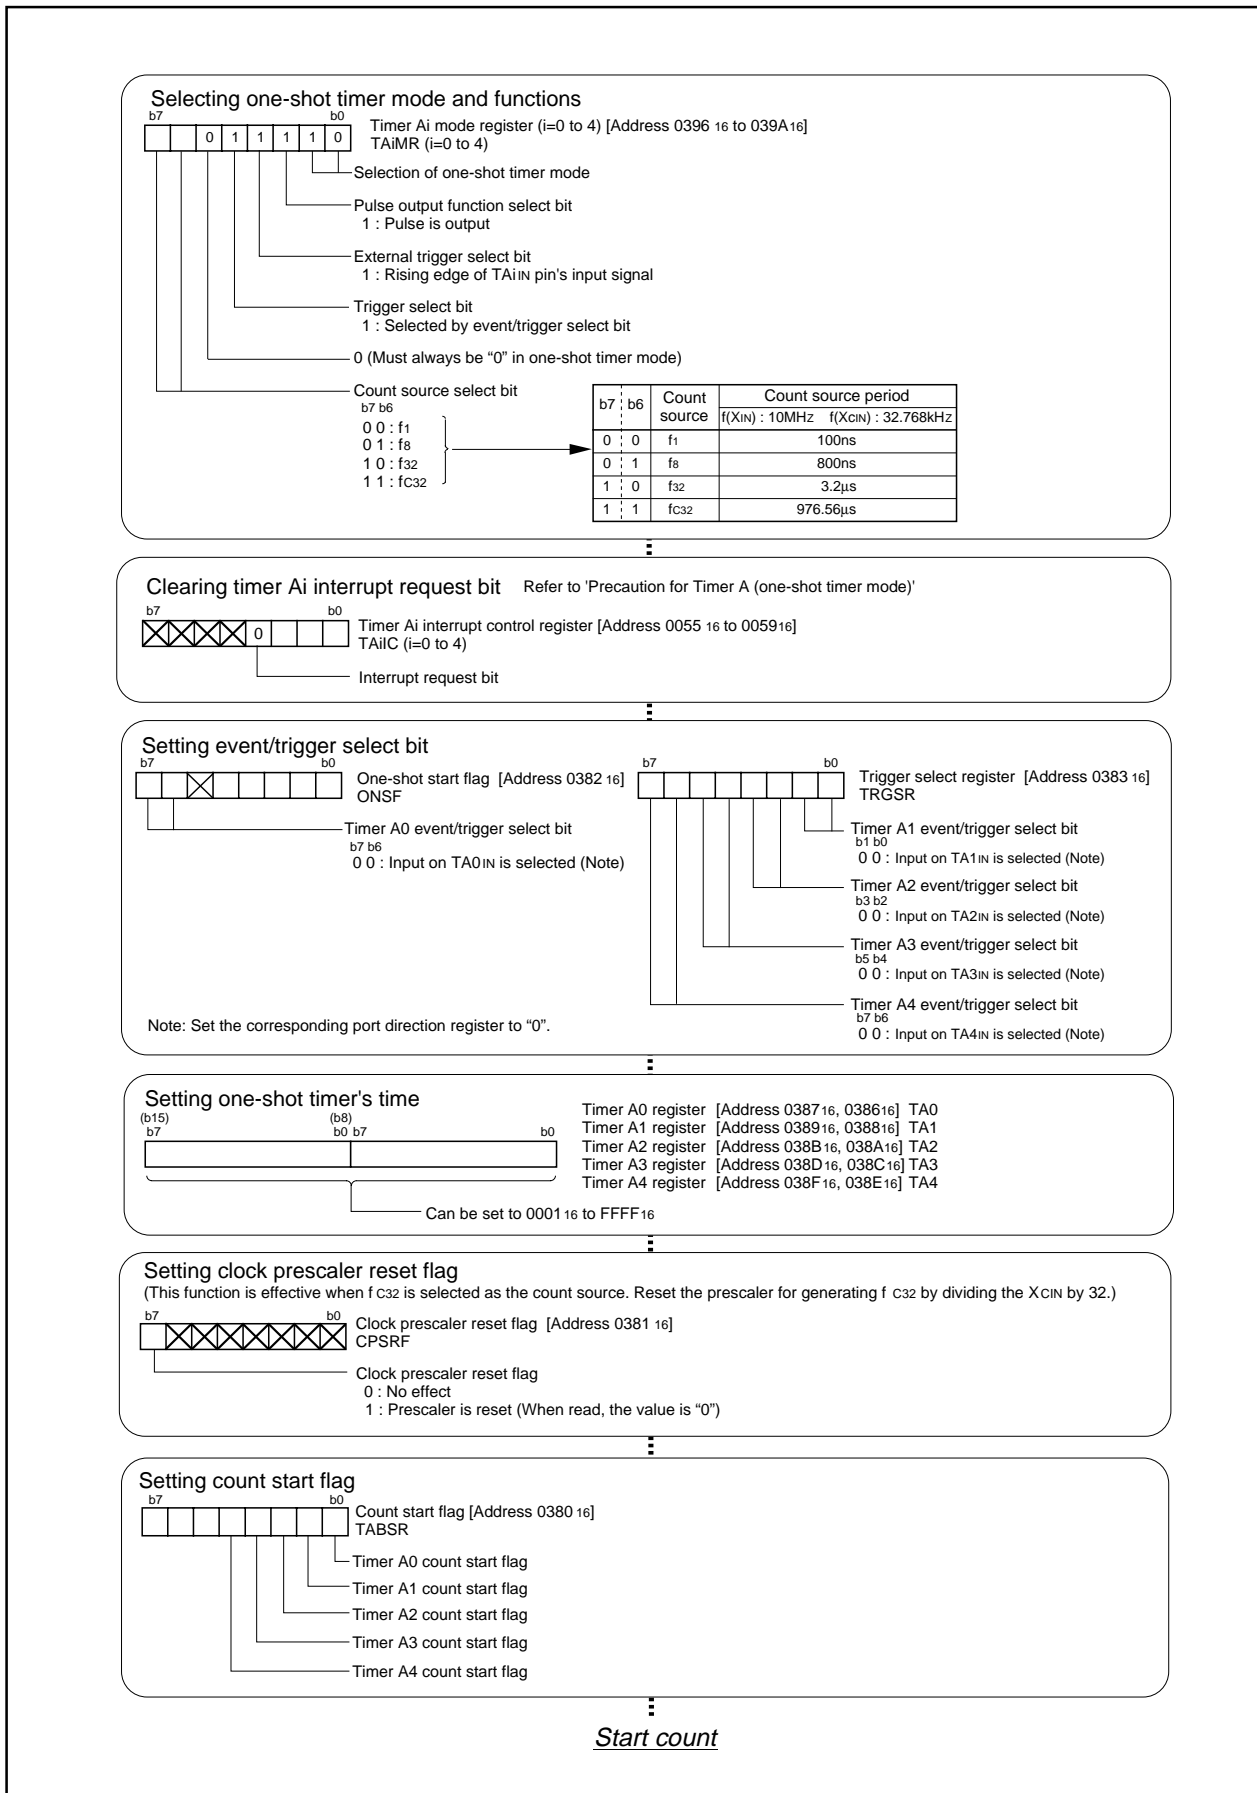 Selecting one-shot timer mode and functions
b7 b0
0 1 1 1 1 0
Timer Ai mode register (i=0 to 4) [Address 0396 16 to 039A16]
TAiMR (i=0 to 4)
Selection of one-shot timer mode
Pulse output function select bit
1 : Pulse is output
External trigger select bit
1 : Rising edge of TAiIN pin's input signal
Trigger select bit
1 : Selected by event/trigger select bit
0 (Must always be “0” in one-shot timer mode)
Count source select bit
b7 b6
0 0 : f1
0 1 : f8
1 0 : f32
1 1 : fC32
b7 b6 Count source Count source period
f(XIN) : 10MHz f(XCIN) : 32.768kHz
0 0 f1 100ns
0 1 f8 800ns
1 0 f32 3.2μs
1 1 fC32 976.56μs
Clearing timer Ai interrupt request bit Refer to 'Precaution for Timer A (one-shot timer mode)'
b7 b0
0
Timer Ai interrupt control register [Address 0055 16 to 005916]
TAiIC (i=0 to 4)
Interrupt request bit
Setting event/trigger select bit
b7 b0
One-shot start flag [Address 0382 16]
ONSF
Timer A0 event/trigger select bit
b7 b6
0 0 : Input on TA0IN is selected (Note)
b7 b0
Trigger select register [Address 0383 16]
TRGSR
Timer A1 event/trigger select bit
b1 b0
0 0 : Input on TA1IN is selected (Note)
Timer A2 event/trigger select bit
b3 b2
0 0 : Input on TA2IN is selected (Note)
Timer A3 event/trigger select bit
b5 b4
0 0 : Input on TA3IN is selected (Note)
Timer A4 event/trigger select bit
b7 b6
0 0 : Input on TA4IN is selected (Note)
Note: Set the corresponding port direction register to “0”.
Setting one-shot timer's time
(b15) (b8)
b7 b0 b7 b0
Timer A0 register [Address 038716, 038616] TA0
Timer A1 register [Address 038916, 038816] TA1
Timer A2 register [Address 038B16, 038A16] TA2
Timer A3 register [Address 038D16, 038C16] TA3
Timer A4 register [Address 038F16, 038E16] TA4
Can be set to 0001 16 to FFFF16
Setting clock prescaler reset flag
(This function is effective when f C32 is selected as the count source. Reset the prescaler for generating f C32 by dividing the XCIN by 32.)
b7 b0
Clock prescaler reset flag [Address 0381 16]
CPSRF
Clock prescaler reset flag
0 : No effect
1 : Prescaler is reset (When read, the value is “0”)
Setting count start flag
b7 b0
Count start flag [Address 0380 16]
TABSR
Timer A0 count start flag
Timer A1 count start flag
Timer A2 count start flag
Timer A3 count start flag
Timer A4 count start flag
Start count